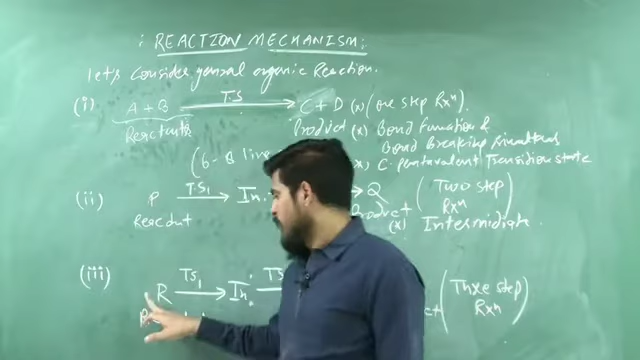 : REACTION MECHANISM:
Let's Consider general organic Reaction.
(i) A + B TS C + D (*) (one step Rxn).
Reactants Product (*) Bond Formation &
Bond Breaking
C. pentavalent Transition state
(ii) P TS1 In. Q (Two step
Rxn)
Reactant Product (*) Intermidiate
(iii) R TS1 In. TS (Three step
Rxn)